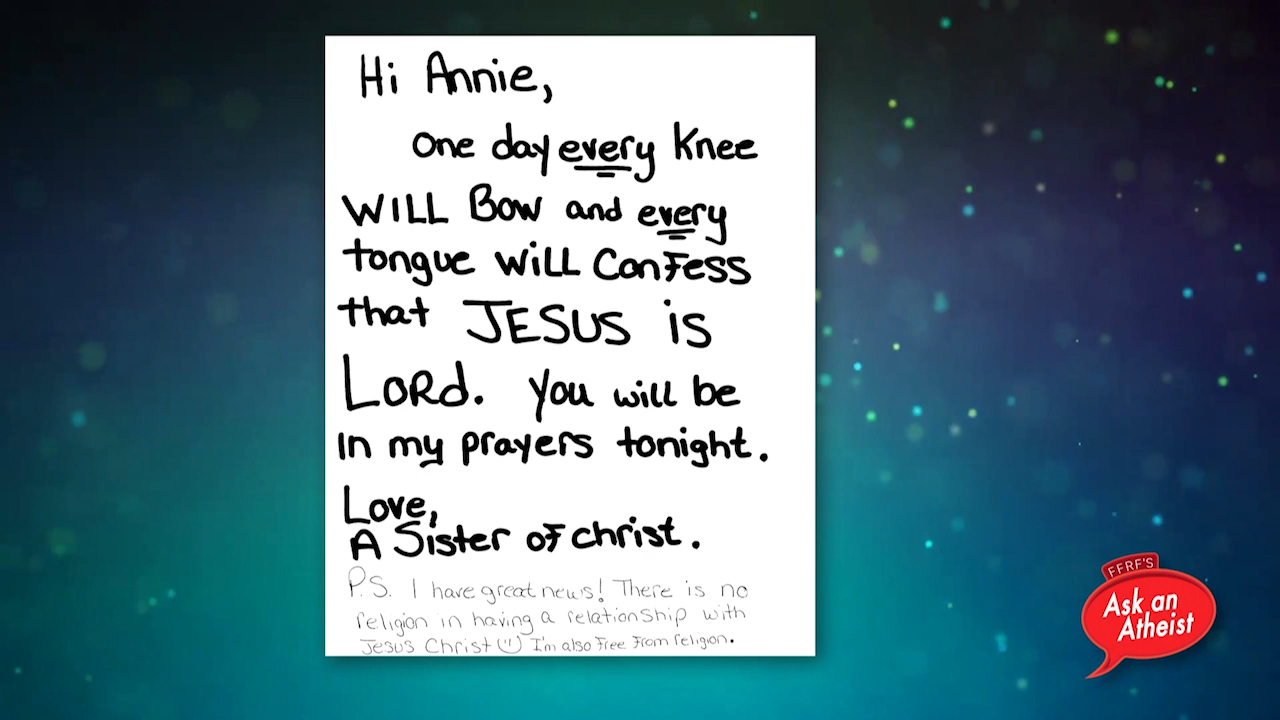 Hi Annie,
One day every Knee
WILL Bow and every
tongue WiLL ConFess
that JESUS is
LORd. You will be
in my prayers tonight.
Love,
A Sister of christ.
P.S. I have great news! There is no
religion in having a relationship with
Jesus Christ I'm also Free From religion.
FFRF'S
Ask an
Atheist